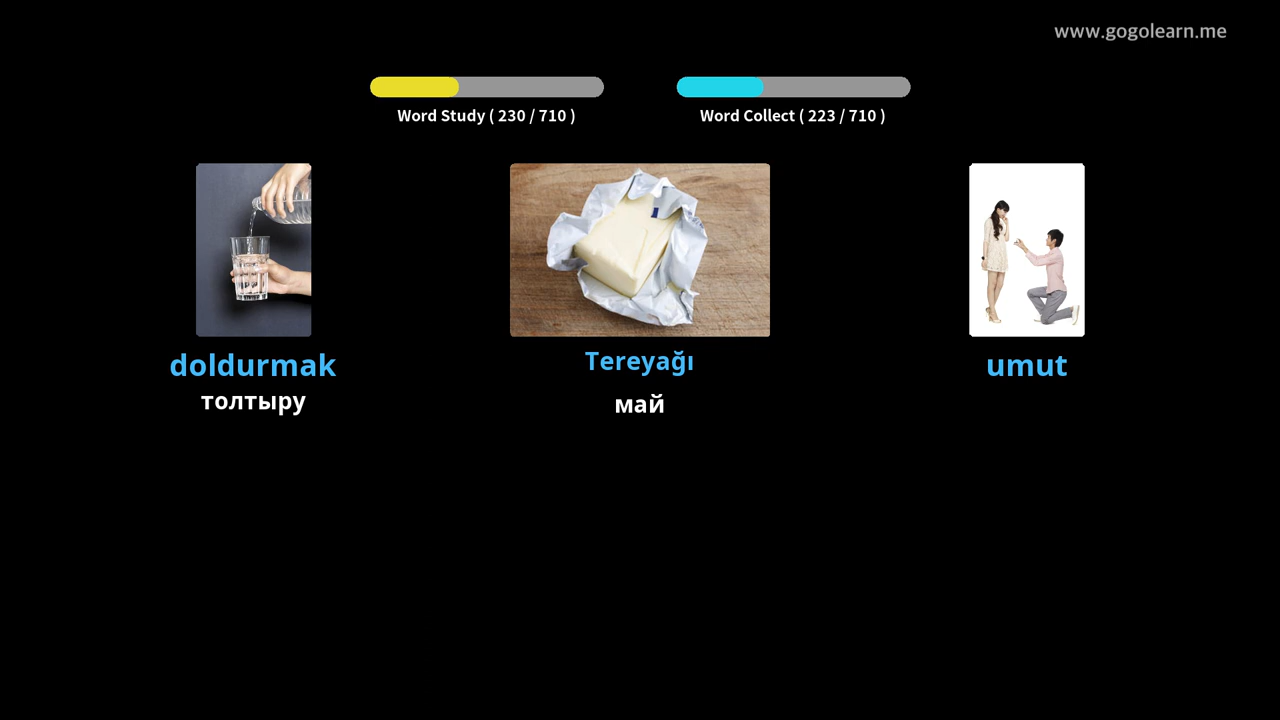 www.gogolearn.me
Word Study ( 230 / 710 )
Word Collect ( 223 / 710 )
doldurmak
толтыру
Tereyağı
май
umut